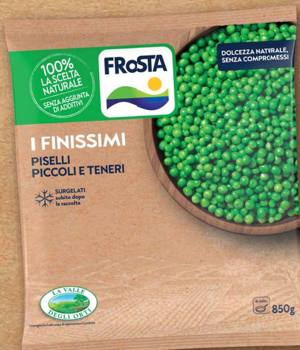 100%
LA SCELTA
NATURALE
SENZA AGGIUNTA
DI ADDITIVI
FRoSTA
DOLCEZZA NATURALE,
SENZA COMPROMESSI
I FINISSIMI
PISELLI
PICCOLI E TENERI
SURGELATI
subito dopo
la raccolta
LA VALLE
DEGLI ORTI
850g